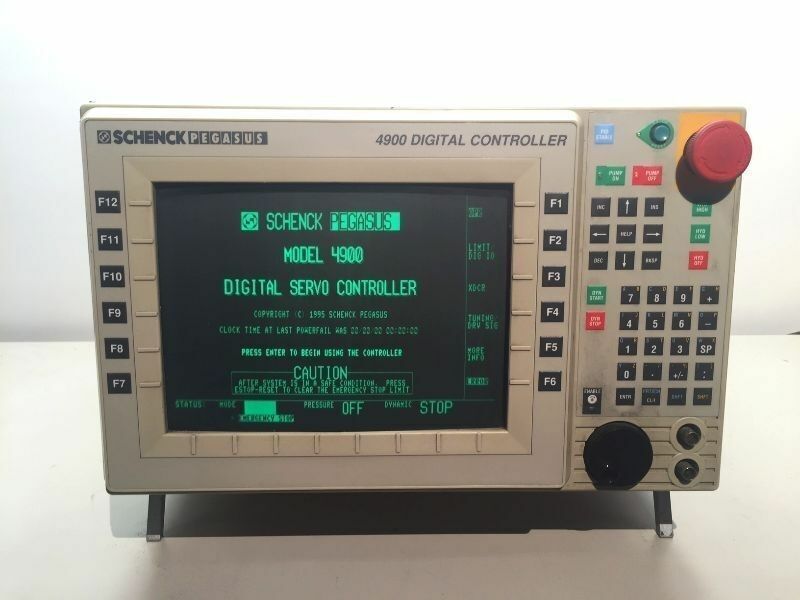 SCHENCK PEGASUS
4900 DIGITAL CONTROLLER
F12
F11
F10
F9
F8
F7
SCHENCK PEGASUS
MODEL 4900
DIGITAL SERVO CONTROLLER
COPYRIGHT (C) 1995 SCHENCK PEGASUS
CLOCK TIME AT LAST POWERFAIL WAS 00:00:00 00:00:00
PRESS ENTER TO BEGIN USING THE CONTROLLER
CAUTION
AFTER SYSTEM IS IN A SAFE CONDITION, PRESS
ESTOP-RESET TO CLEAR THE EMERGENCY STOP LIMIT
STATUS: MODE PRESSURE OFF DYNAMIC STOP
EMERGENCY STOP
LIMIT
DIG IO
XDCR
TUNING/
DRV SIG
MORE
INFO
ERROR
F1
F2
F3
F4
F5
F6
PUMP ON
PUMP OFF
HIGH
INC ↑ INS
HYD LOW
← HELP →
DEC ↓ BKSP
HYD OFF
DYN START
7 8 9 +
DYN STOP
4 5 6 -
1 2 3 SP
0 . +/- :
ENABLE
ENTR CLR SHFT SHFT